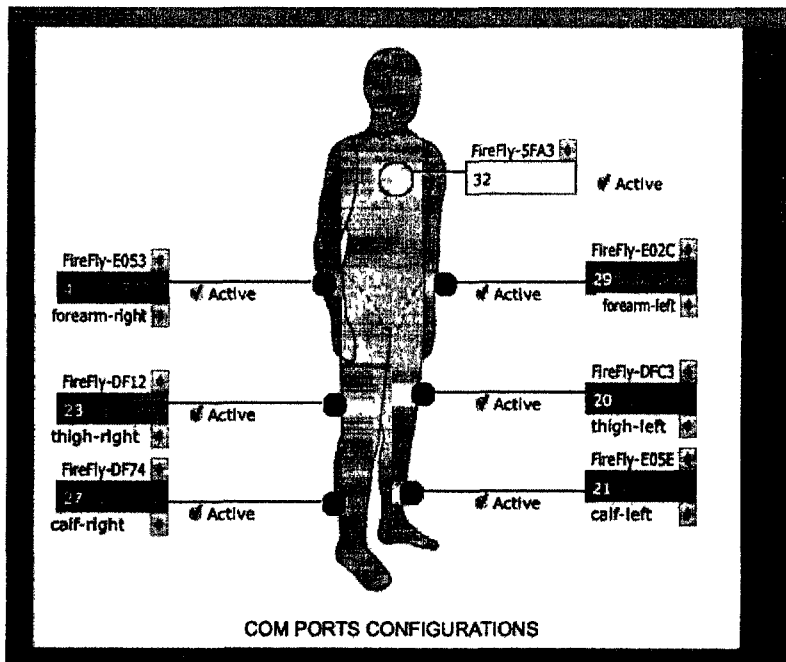 FireFly-5FA3
32
Active
FireFly-E053
4
Active
forearm-right
FireFly-E02C
29
Active
forearm-left
FireFly-DF12
23
Active
thigh-right
FireFly-DFC3
20
Active
thigh-left
FireFly-DF74
27
Active
calf-right
FireFly-E05E
21
Active
calf-left
COM PORTS CONFIGURATIONS